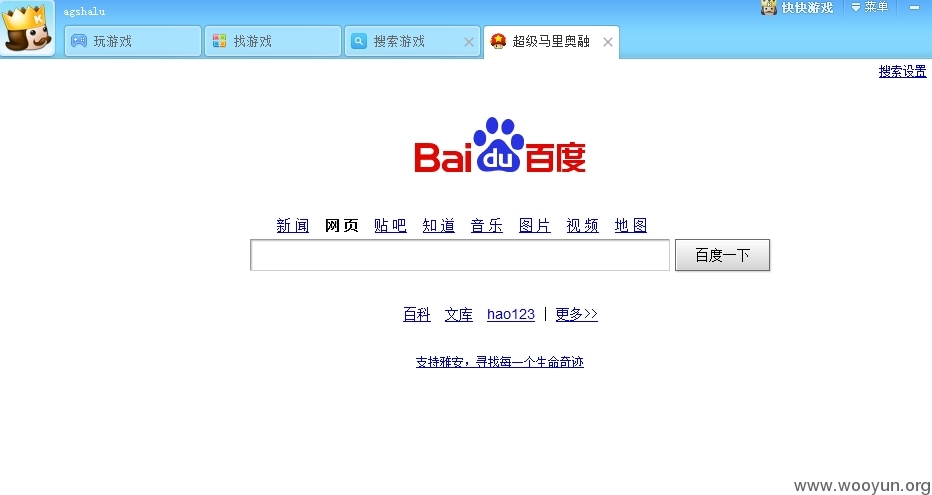 agshalu
快快游戏 菜单
玩游戏 找游戏 搜索游戏 超级马里奥融
搜索设置
Bai du 百度
新闻 网页 贴吧 知道 音乐 图片 视频 地图
百度一下
百科 文库 hao123 | 更多>>
支持雅安，寻找每一个生命奇迹
www.wooyun.org